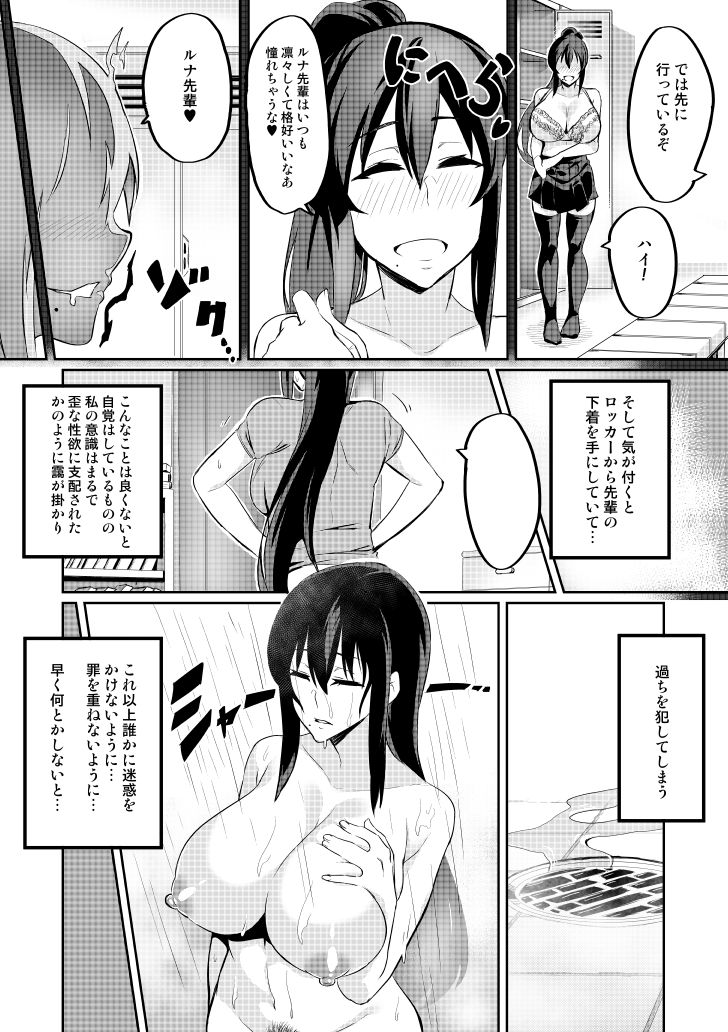 では先に
行っているぞ
ハイ！
にへら♥
ルナ先輩はいつも
凛々しくて格好いいなあ
憧れちゃうな♥
ルナ先輩♥
ゾクッ
そして気が付くと
ロッカーから先輩の
下着を手にしていて…
こんなことは良くないと
自覚はしているものの
私の意識はまるで
歪な性欲に支配された
かのように靄が掛かり
過ちを犯してしまう
シャー…
これ以上誰かに迷惑を
かけないように…
罪を重ねないように…
早く何とかしないと…